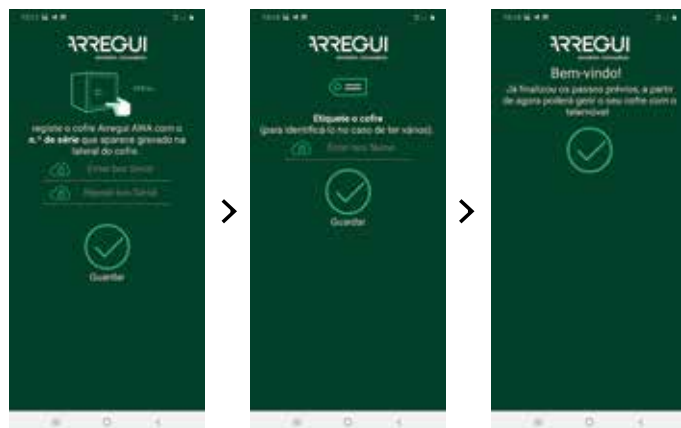 ARREGUI
registe o cofre Arregui AWA com o
n.º de série que aparece gravado na
lateral do cofre.
Enter box Serial
Repeat box Serial
Guardar
ARREGUI
Etiquete o cofre
(para identificá-lo no caso de ter vários).
Enter box Name
Guardar
ARREGUI
Bem-vindo!
Já finalizou os passos prévios, a partir
de agora poderá gerir o seu cofre com o
telemóvel